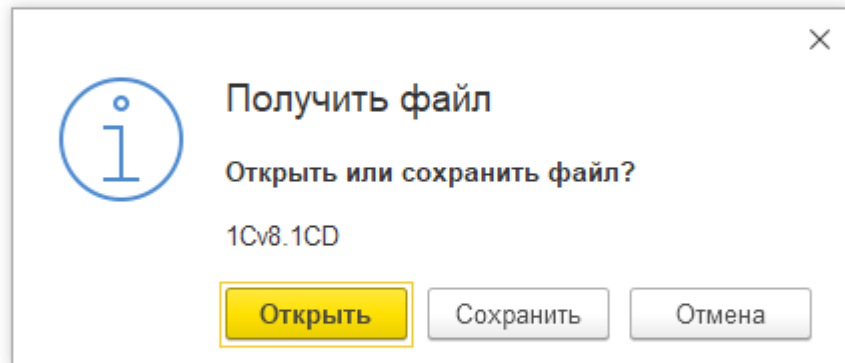 Получить файл
Открыть или сохранить файл?
1Cv8.1CD
Открыть Сохранить Отмена